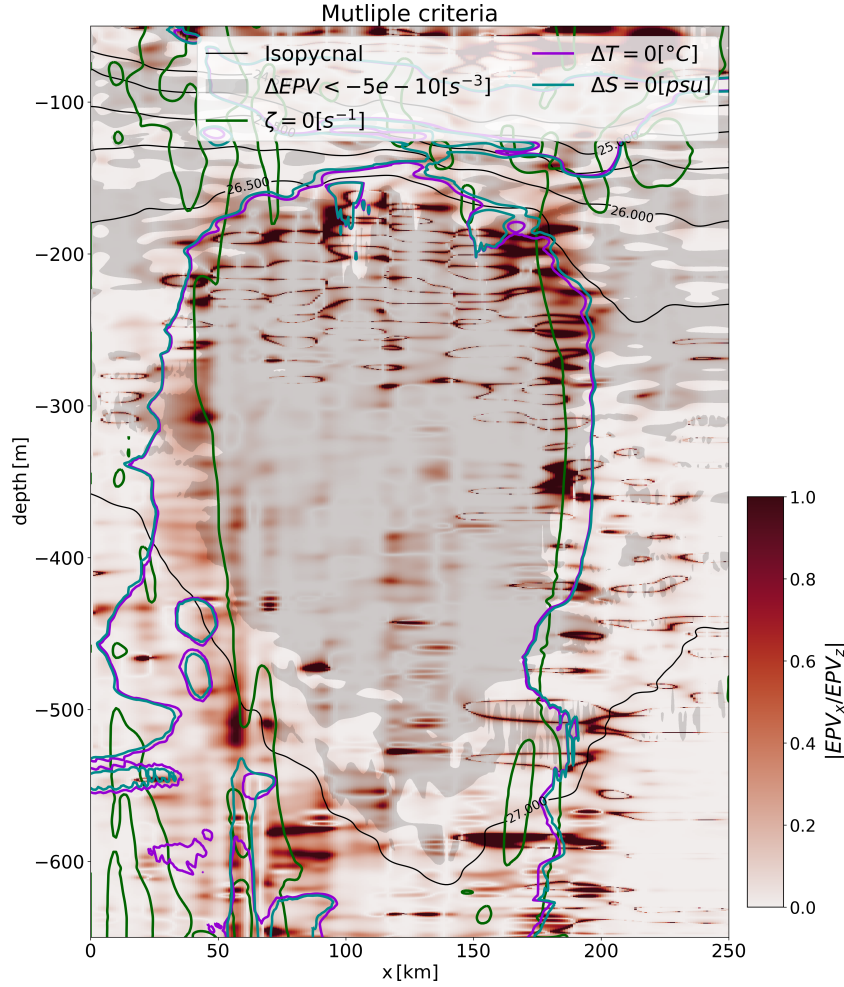 Mutliple criteria
Isopycnal
ΔEPV < −5e − 10[s⁻³]
ζ = 0[s⁻¹]
ΔT = 0[°C]
ΔS = 0[psu]
−100
−200
−300
−400
−500
−600
depth [m]
25.000
26.500
26.000
27.000
0
50
100
150
200
250
x [km]
1.0
0.8
0.6
0.4
0.2
0.0
|EPVₓ/EPV_z|